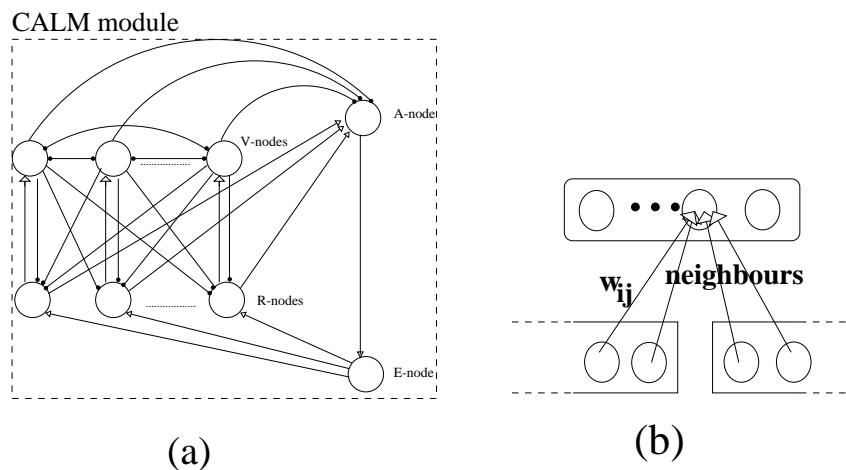 CALM module
A-node
V-nodes
R-nodes
E-node
(a)
w_ij
neighbours
(b)